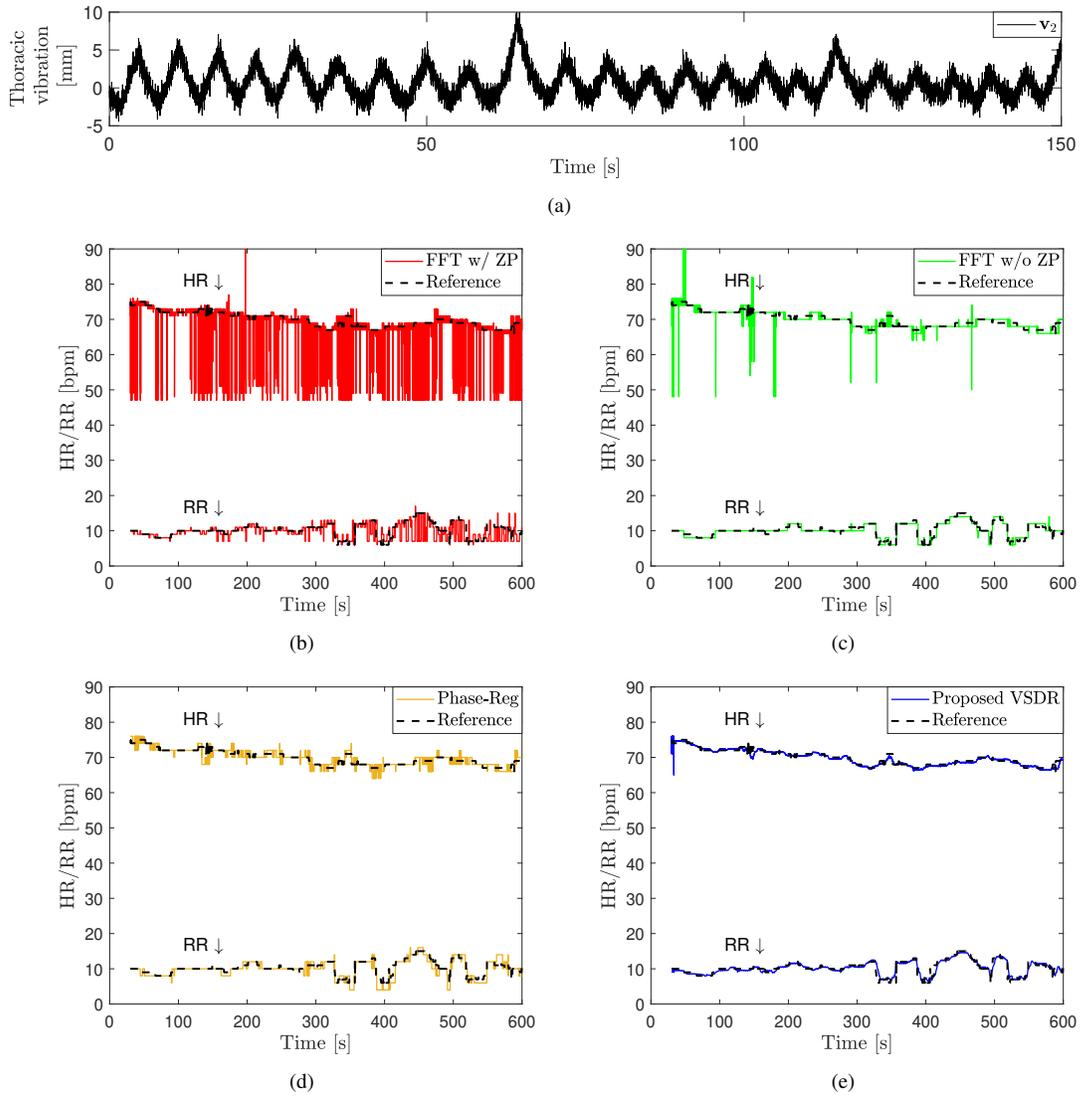 10
5
0
-5
Thoracic
vibration
[mm]
v2
0 50 100 150
Time [s]
(a)
90
80
70
60
50
40
30
20
10
0
HR/RR [bpm]
HR ↓
RR ↓
FFT w/ ZP
Reference
0 100 200 300 400 500 600
Time [s]
(b)
90
80
70
60
50
40
30
20
10
0
HR/RR [bpm]
HR ↓
RR ↓
FFT w/o ZP
Reference
0 100 200 300 400 500 600
Time [s]
(c)
90
80
70
60
50
40
30
20
10
0
HR/RR [bpm]
HR ↓
RR ↓
Phase-Reg
Reference
0 100 200 300 400 500 600
Time [s]
(d)
90
80
70
60
50
40
30
20
10
0
HR/RR [bpm]
HR ↓
RR ↓
Proposed VSDR
Reference
0 100 200 300 400 500 600
Time [s]
(e)